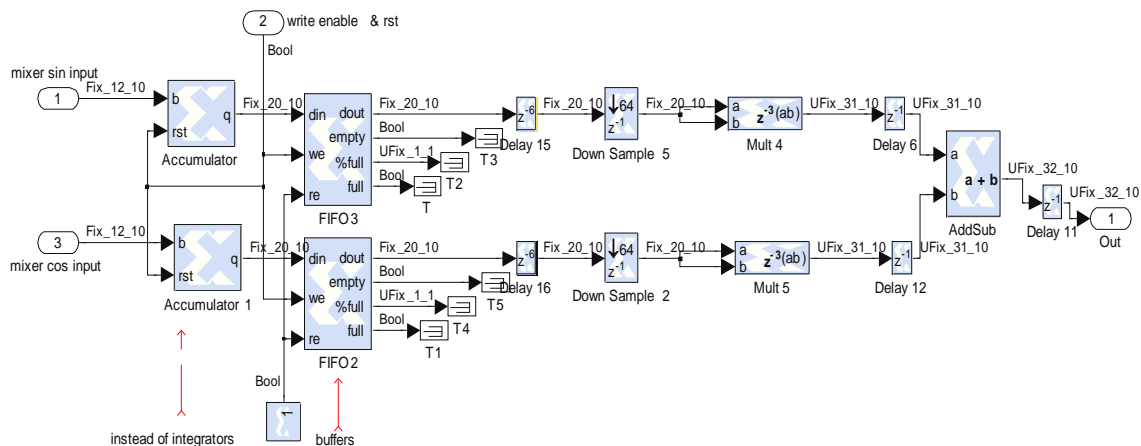 2
write enable & rst
Bool
mixer sin input
1
Fix_12_10
b
rst
q
Accumulator
Fix_20_10
din
we
re
dout
empty
%full
full
FIFO3
Fix_20_10
Bool
UFix_1_1
Bool
T3
T2
T
z-6
Delay 15
Fix_20_10
↓64
z-1
Down Sample 5
Fix_20_10
a
b
z-3(ab)
Mult 4
UFix_31_10
z-1
Delay 6
UFix_31_10
a
b
a + b
AddSub
UFix_32_10
z-1
Delay 11
UFix_32_10
1
Out
3
mixer cos input
Fix_12_10
b
rst
q
Accumulator 1
Fix_20_10
din
we
re
dout
empty
%full
full
FIFO2
Fix_20_10
Bool
UFix_1_1
Bool
T5
T4
T1
z-6
Delay 16
Fix_20_10
↓64
z-1
Down Sample 2
Fix_20_10
a
b
z-3(ab)
Mult 5
UFix_31_10
z-1
Delay 12
UFix_31_10
Bool
1
instead of integrators
buffers